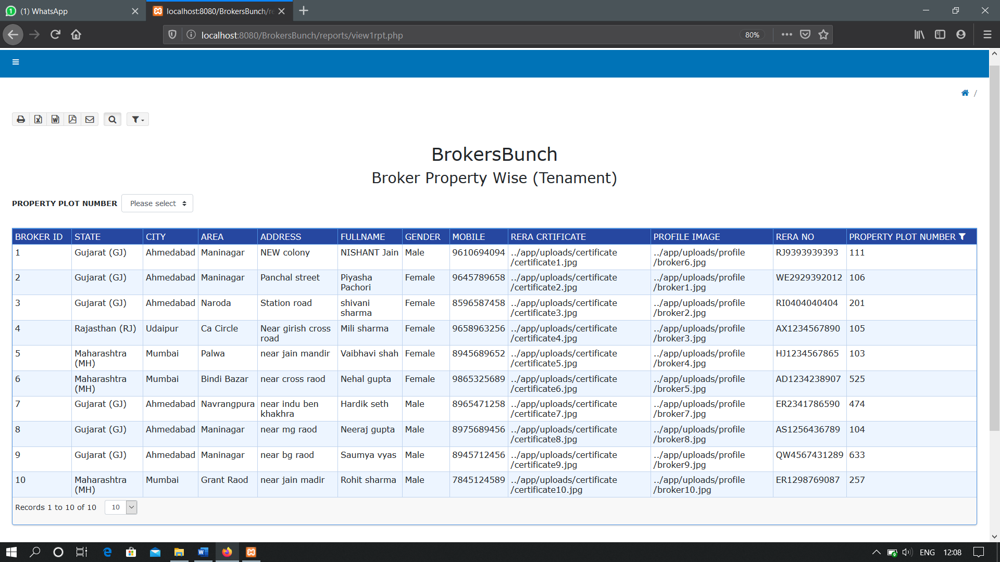 (1) WhatsApp
localhost:8080/BrokersBunch/re
localhost:8080/BrokersBunch/reports/view1rpt.php
80%
/
BrokersBunch
Broker Property Wise (Tenament)
PROPERTY PLOT NUMBER Please select
BROKER ID STATE CITY AREA ADDRESS FULLNAME GENDER MOBILE RERA CRTIFICATE PROFILE IMAGE RERA NO PROPERTY PLOT NUMBER
1 Gujarat (GJ) Ahmedabad Maninagar NEW colony NISHANT Jain Male 9610694094 ../app/uploads/certificate ../app/uploads/profile RJ9393939393 111
/certificate1.jpg /broker6.jpg
2 Gujarat (GJ) Ahmedabad Maninagar Panchal street Piyasha Female 9645789658 ../app/uploads/certificate ../app/uploads/profile WE2929392012 106
Pachori /certificate2.jpg /broker1.jpg
3 Gujarat (GJ) Ahmedabad Naroda Station road shivani Female 8596587458 ../app/uploads/certificate ../app/uploads/profile RI0404040404 201
sharma /certificate3.jpg /broker2.jpg
4 Rajasthan (RJ) Udaipur Ca Circle Near girish cross Mili sharma Female 9658963256 ../app/uploads/certificate ../app/uploads/profile AX1234567890 105
road /certificate4.jpg /broker3.jpg
5 Maharashtra Mumbai Palwa near jain mandir Vaibhavi shah Female 8945689652 ../app/uploads/certificate ../app/uploads/profile HJ1234567865 103
(MH) /certificate5.jpg /broker4.jpg
6 Maharashtra Mumbai Bindi Bazar near cross raod Nehal gupta Female 9865325689 ../app/uploads/certificate ../app/uploads/profile AD1234238907 525
(MH) /certificate6.jpg /broker5.jpg
7 Gujarat (GJ) Ahmedabad Navrangpura near indu ben Hardik seth Male 8965471258 ../app/uploads/certificate ../app/uploads/profile ER2341786590 474
khakhra /certificate7.jpg /broker7.jpg
8 Gujarat (GJ) Ahmedabad Maninagar near mg raod Neeraj gupta Male 8975689456 ../app/uploads/certificate ../app/uploads/profile AS1256436789 104
/certificate8.jpg /broker8.jpg
9 Gujarat (GJ) Ahmedabad Maninagar near bg raod Saumya vyas Male 8945712456 ../app/uploads/certificate ../app/uploads/profile QW4567431289 633
/certificate9.jpg /broker9.jpg
10 Maharashtra Mumbai Grant Raod near jain madir Rohit sharma Male 7845124589 ../app/uploads/certificate ../app/uploads/profile ER1298769087 257
(MH) /certificate10.jpg /broker10.jpg
Records 1 to 10 of 10 10
ENG 12:08